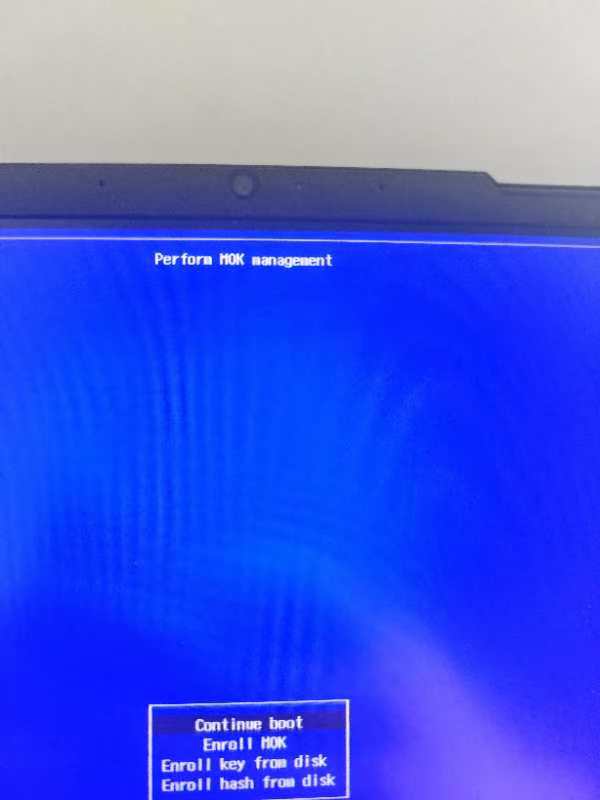 Perform MOK management
Continue boot
Enroll MOK
Enroll key from disk
Enroll hash from disk